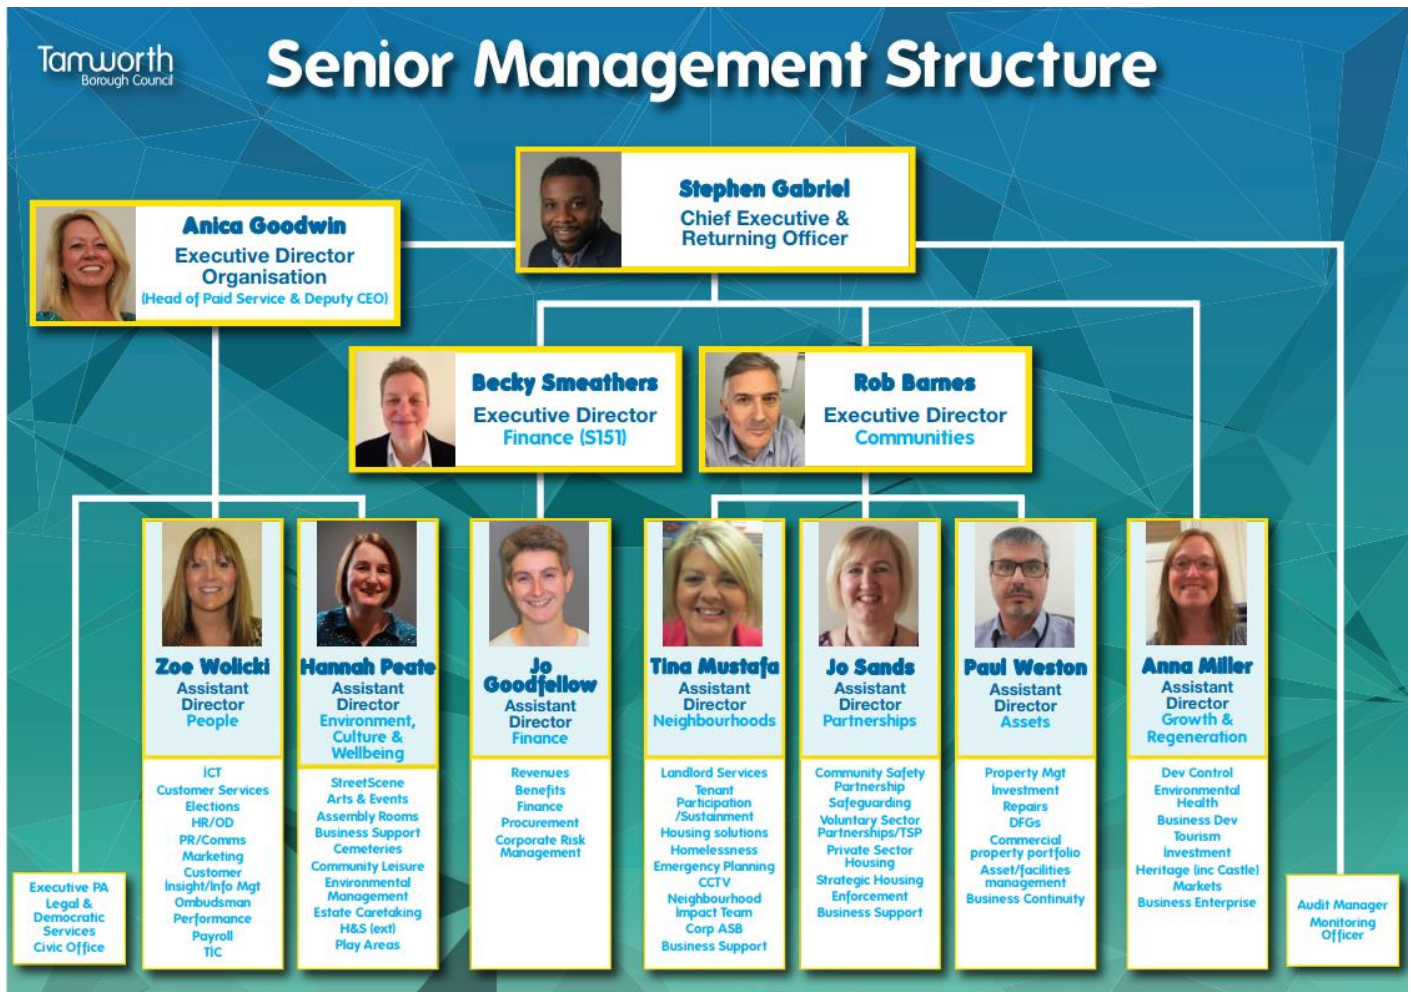 Tamworth
Borough Council
Senior Management Structure
Stephen Gabriel
Chief Executive &
Returning Officer
Anica Goodwin
Executive Director
Organisation
(Head of Paid Service & Deputy CEO)
Becky Smeathers
Executive Director
Finance (S151)
Rob Barnes
Executive Director
Communities
Zoe Wolicki
Assistant
Director
People
ICT
Customer Services
Elections
HR/OD
PR/Comms
Marketing
Customer
Insight/Info Mgt
Ombudsman
Performance
Payroll
TIC
Hannah Peate
Assistant
Director
Environment,
Culture &
Wellbeing
StreetScene
Arts & Events
Assembly Rooms
Business Support
Cemeteries
Community Leisure
Environmental
Management
Estate Caretaking
H&S (ext)
Play Areas
Jo
Goodfellow
Assistant
Director
Finance
Revenues
Benefits
Finance
Procurement
Corporate Risk
Management
Tina Mustafa
Assistant
Director
Neighbourhoods
Landlord Services
Tenant
Participation
/Sustainment
Housing solutions
Homelessness
Emergency Planning
CCTV
Neighbourhood
Impact Team
Corp ASB
Business Support
Jo Sands
Assistant
Director
Partnerships
Community Safety
Partnership
Safeguarding
Voluntary Sector
Partnerships/TSP
Private Sector
Housing
Strategic Housing
Enforcement
Business Support
Paul Weston
Assistant
Director
Assets
Property Mgt
Investment
Repairs
DFGs
Commercial
property portfolio
Asset/facilities
management
Business Continuity
Anna Miller
Assistant
Director
Growth &
Regeneration
Dev Control
Environmental
Health
Business Dev
Tourism
Investment
Heritage (inc Castle)
Markets
Business Enterprise
Executive PA
Legal &
Democratic
Services
Civic Office
Audit Manager
Monitoring
Officer